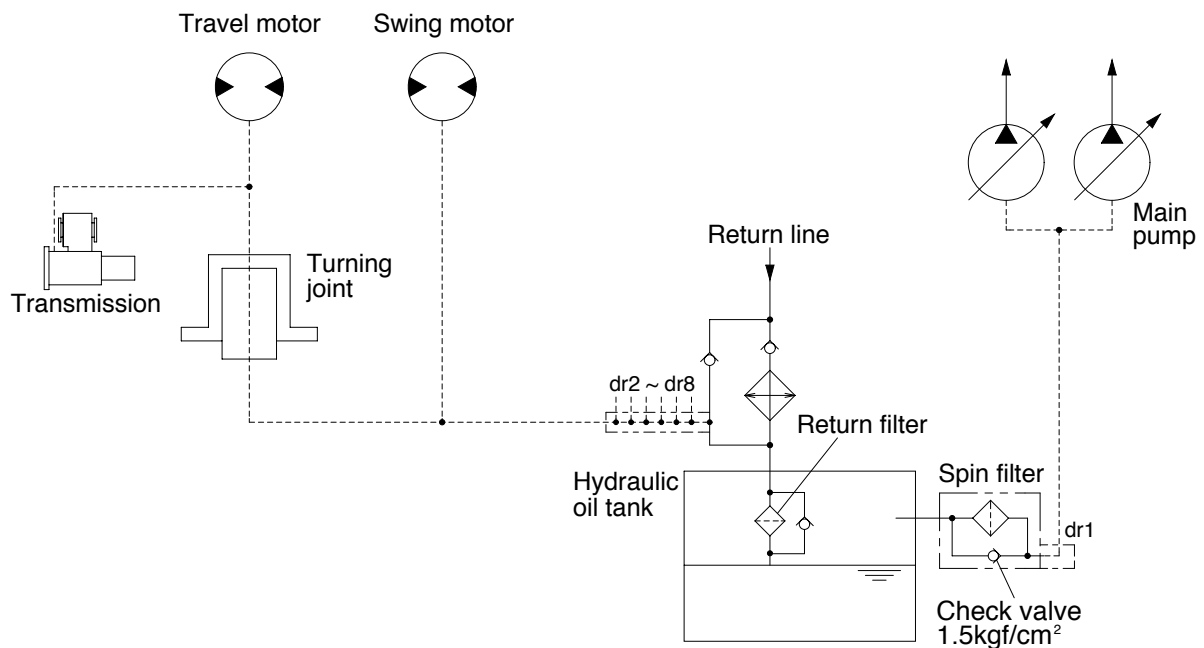 Travel motor
Swing motor
Main
pump
Return line
Turning
joint
Transmission
dr2 ~ dr8
Return filter
Hydraulic
oil tank
Spin filter
dr1
Check valve
1.5kgf/cm²